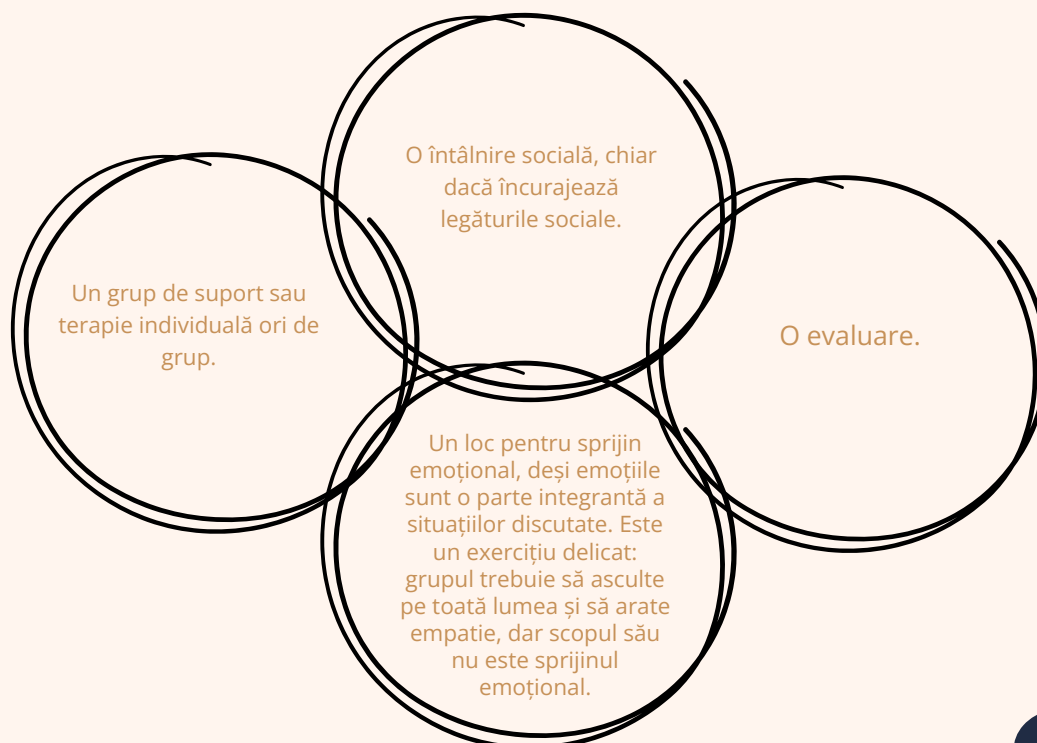 O întâlnire socială, chiar
dacă încurajează
legăturile sociale.
Un grup de suport sau
terapie individuală ori de
grup.
O evaluare.
Un loc pentru sprijin
emoțional, deși emoțiile
sunt o parte integrantă a
situațiilor discutate. Este
un exercițiu delicat:
grupul trebuie să asculte
pe toată lumea și să arate
empatie, dar scopul său
nu este sprijinul
emoțional.